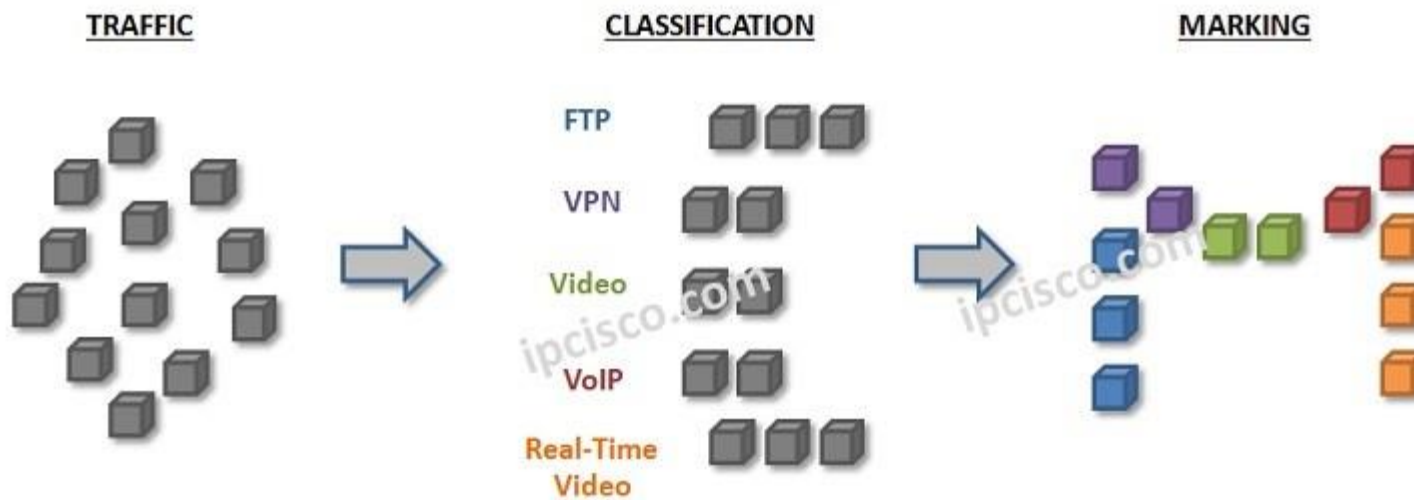 TRAFFIC
CLASSIFICATION
MARKING
FTP
VPN
Video
VoIP
Real-Time
Video
ipcisco.com
ipcisco.com